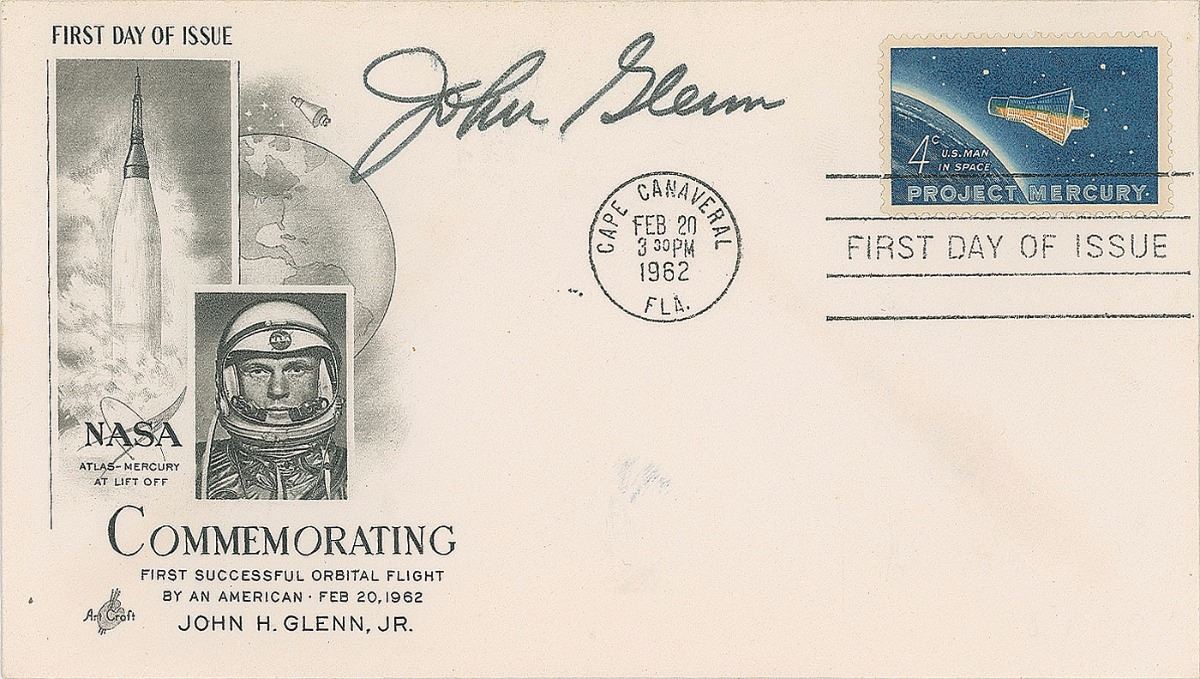 FIRST DAY OF ISSUE
John Glenn
4c U.S. MAN
IN SPACE
PROJECT MERCURY
CAPE CANAVERAL
FEB 20
3 30 PM
1962
FLA.
FIRST DAY OF ISSUE
NASA
ATLAS-MERCURY
AT LIFT OFF
COMMEMORATING
FIRST SUCCESSFUL ORBITAL FLIGHT
BY AN AMERICAN · FEB 20, 1962
JOHN H. GLENN, JR.
Art Craft